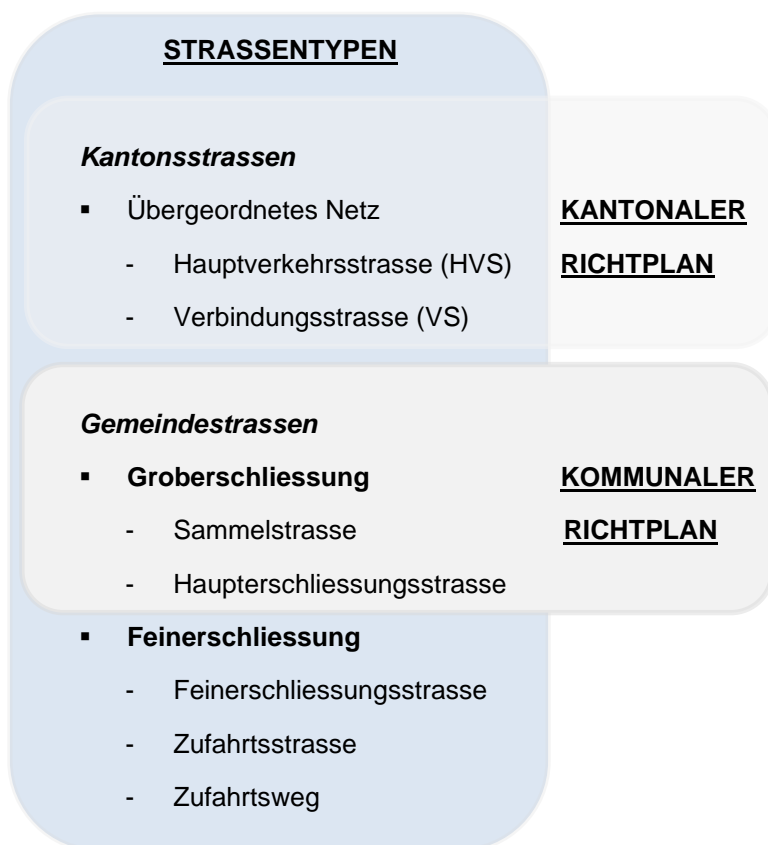 STRASSENTYPEN
Kantonsstrassen
▪ Übergeordnetes Netz KANTONALER
- Hauptverkehrsstrasse (HVS) RICHTPLAN
- Verbindungsstrasse (VS)
Gemeindestrassen
▪ Groberschliessung KOMMUNALER
- Sammelstrasse RICHTPLAN
- Haupterschliessungsstrasse
▪ Feinerschliessung
- Feinerschliessungsstrasse
- Zufahrtsstrasse
- Zufahrtsweg